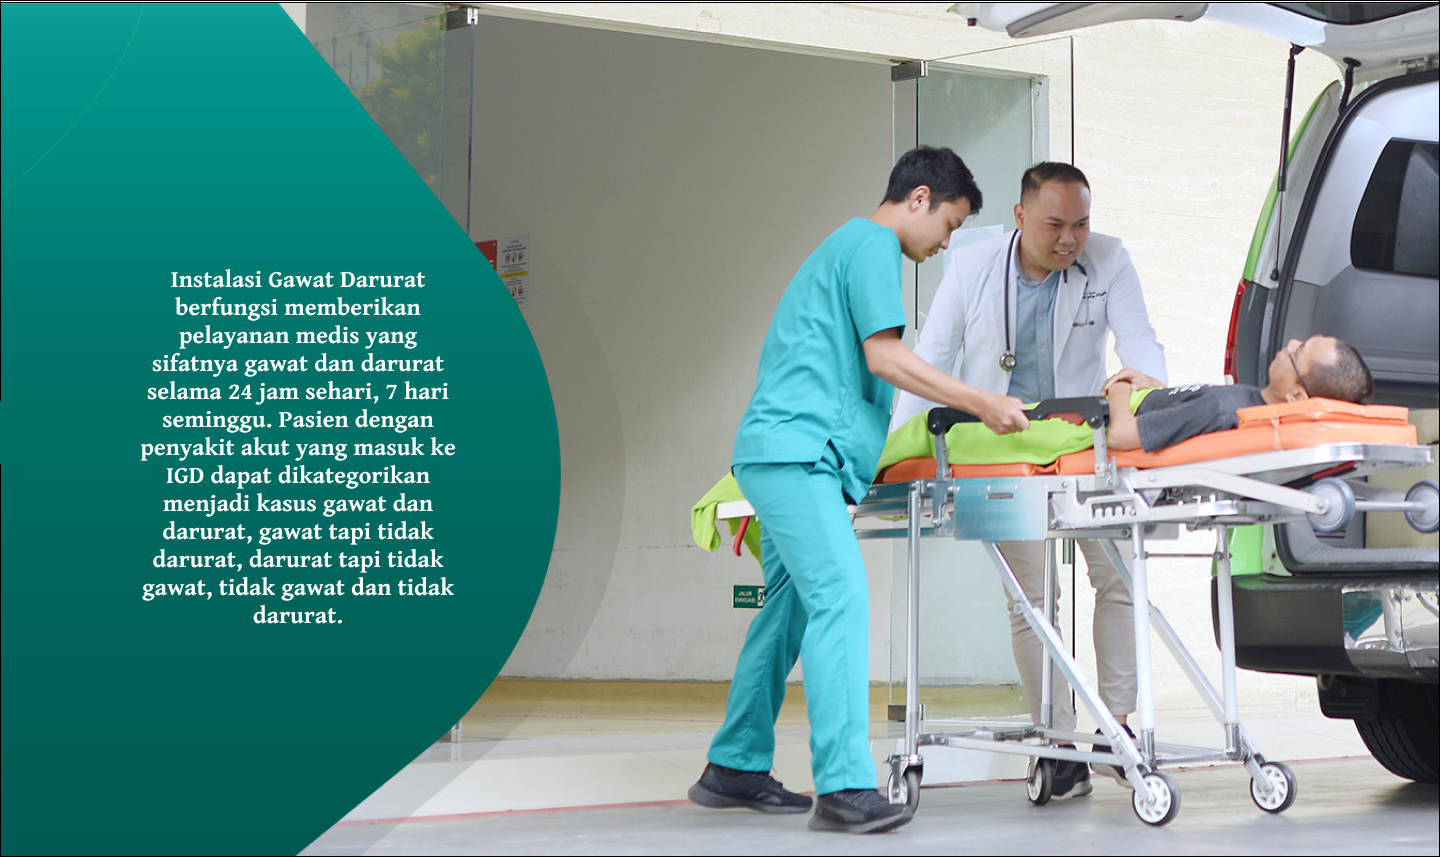 Instalasi Gawat Darurat
berfungsi memberikan
pelayanan medis yang
sifatnya gawat dan darurat
selama 24 jam sehari, 7 hari
seminggu. Pasien dengan
penyakit akut yang masuk ke
IGD dapat dikategorikan
menjadi kasus gawat dan
darurat, gawat tapi tidak
darurat, darurat tapi tidak
gawat, tidak gawat dan tidak
darurat.
JALUR
EVAKUASI